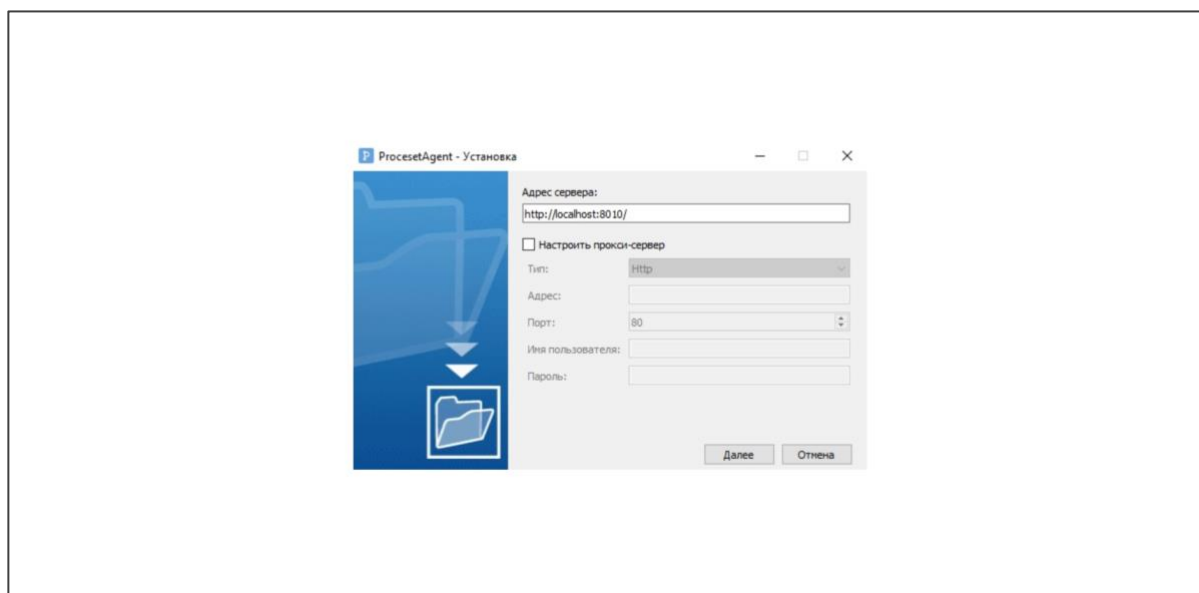 ProcesetAgent - Установка
Адрес сервера:
http://localhost:8010/
Настроить прокси-сервер
Тип: Http
Адрес:
Порт: 80
Имя пользователя:
Пароль:
Далее Отмена